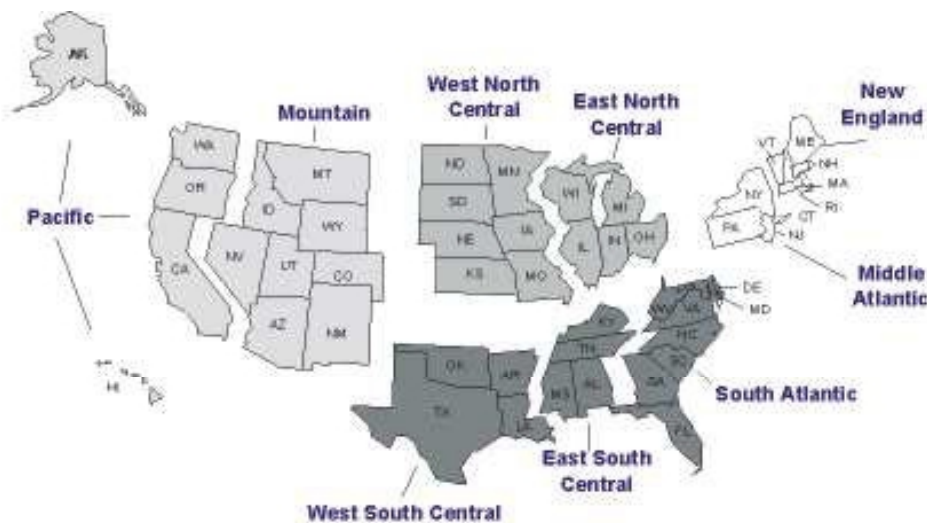 AK
West North
Central
East North
Central
New
England
Mountain
Pacific
WA
OR
CA
HI
MT
ID
WY
NV
UT
CO
AZ
NM
ND
MN
SD
NE
IA
KS
MO
WI
MI
IL
IN
OH
VT
ME
NH
MA
RI
CT
NJ
NY
PA
Middle
Atlantic
DE
MD
VA
NC
SC
GA
FL
South Atlantic
KY
TN
MS
AL
East South
Central
OK
AR
TX
LA
West South Central